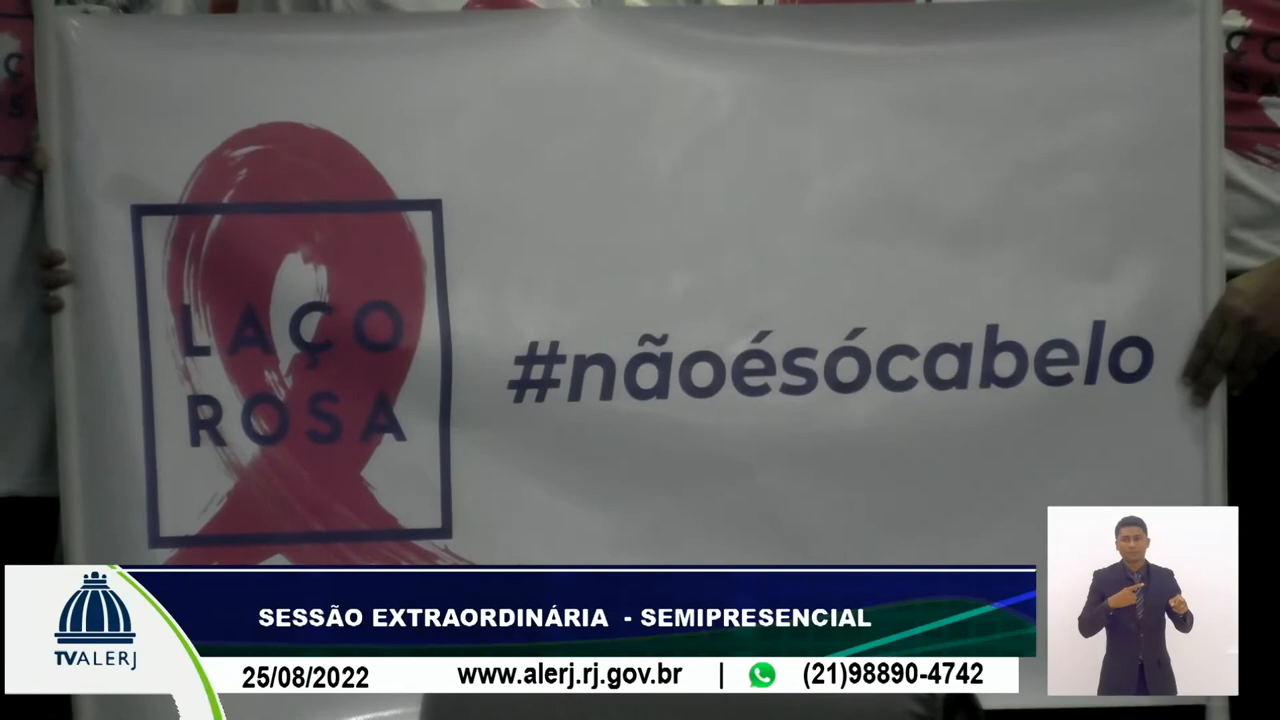 LAÇO
ROSA
#nãoésócabelo
SESSÃO EXTRAORDINÁRIA - SEMIPRESENCIAL
TVALERJ
25/08/2022 www.alerj.rj.gov.br | (21)98890-4742